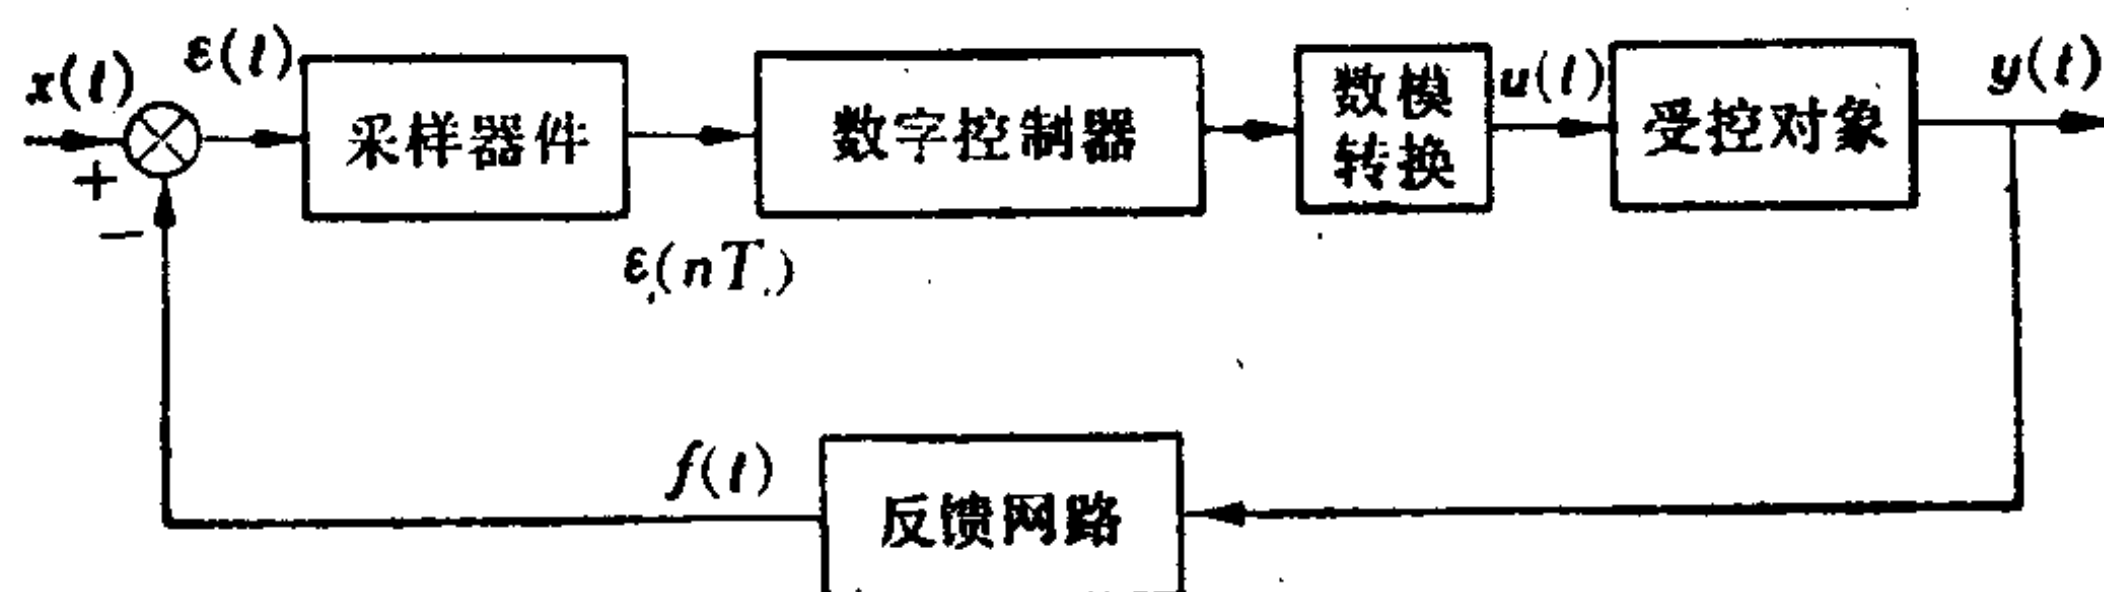 x(t)
ε(t)
采样器件
数字控制器
数模
转换
u(t)
受控对象
y(t)
+
−
ε(nT)
f(t)
反馈网路